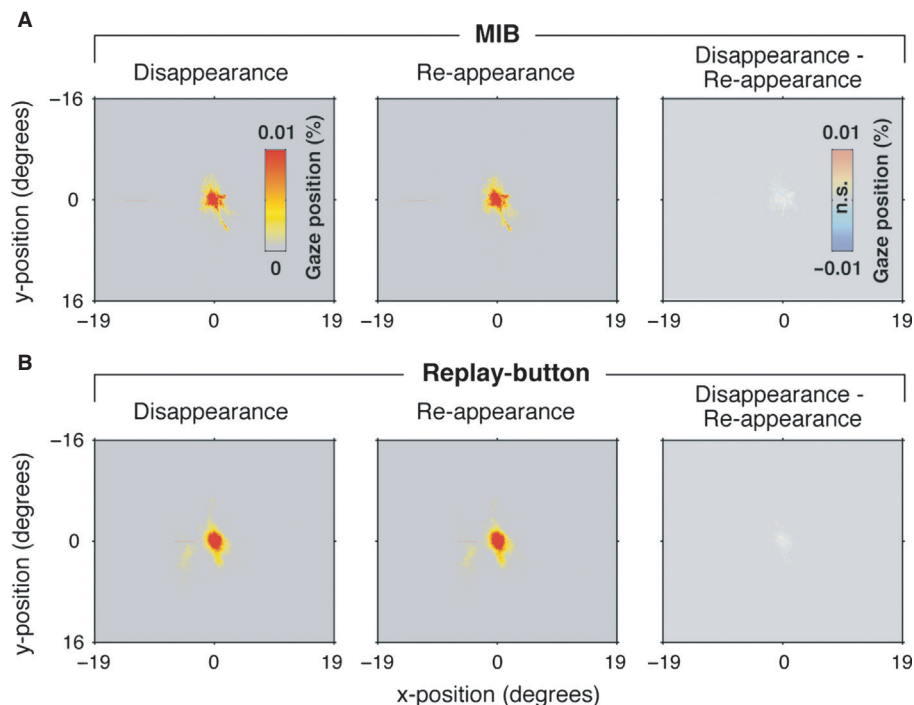 A
MIB
Disappearance
Re-appearance
Disappearance -
Re-appearance
y-position (degrees)
−16
0
16
0.01
0
Gaze position (%)
0.01
n.s.
−0.01
Gaze position (%)
−19 0 19
−19 0 19
−19 0 19
B
Replay-button
Disappearance
Re-appearance
Disappearance -
Re-appearance
y-position (degrees)
−16
0
16
−19 0 19
−19 0 19
−19 0 19
x-position (degrees)